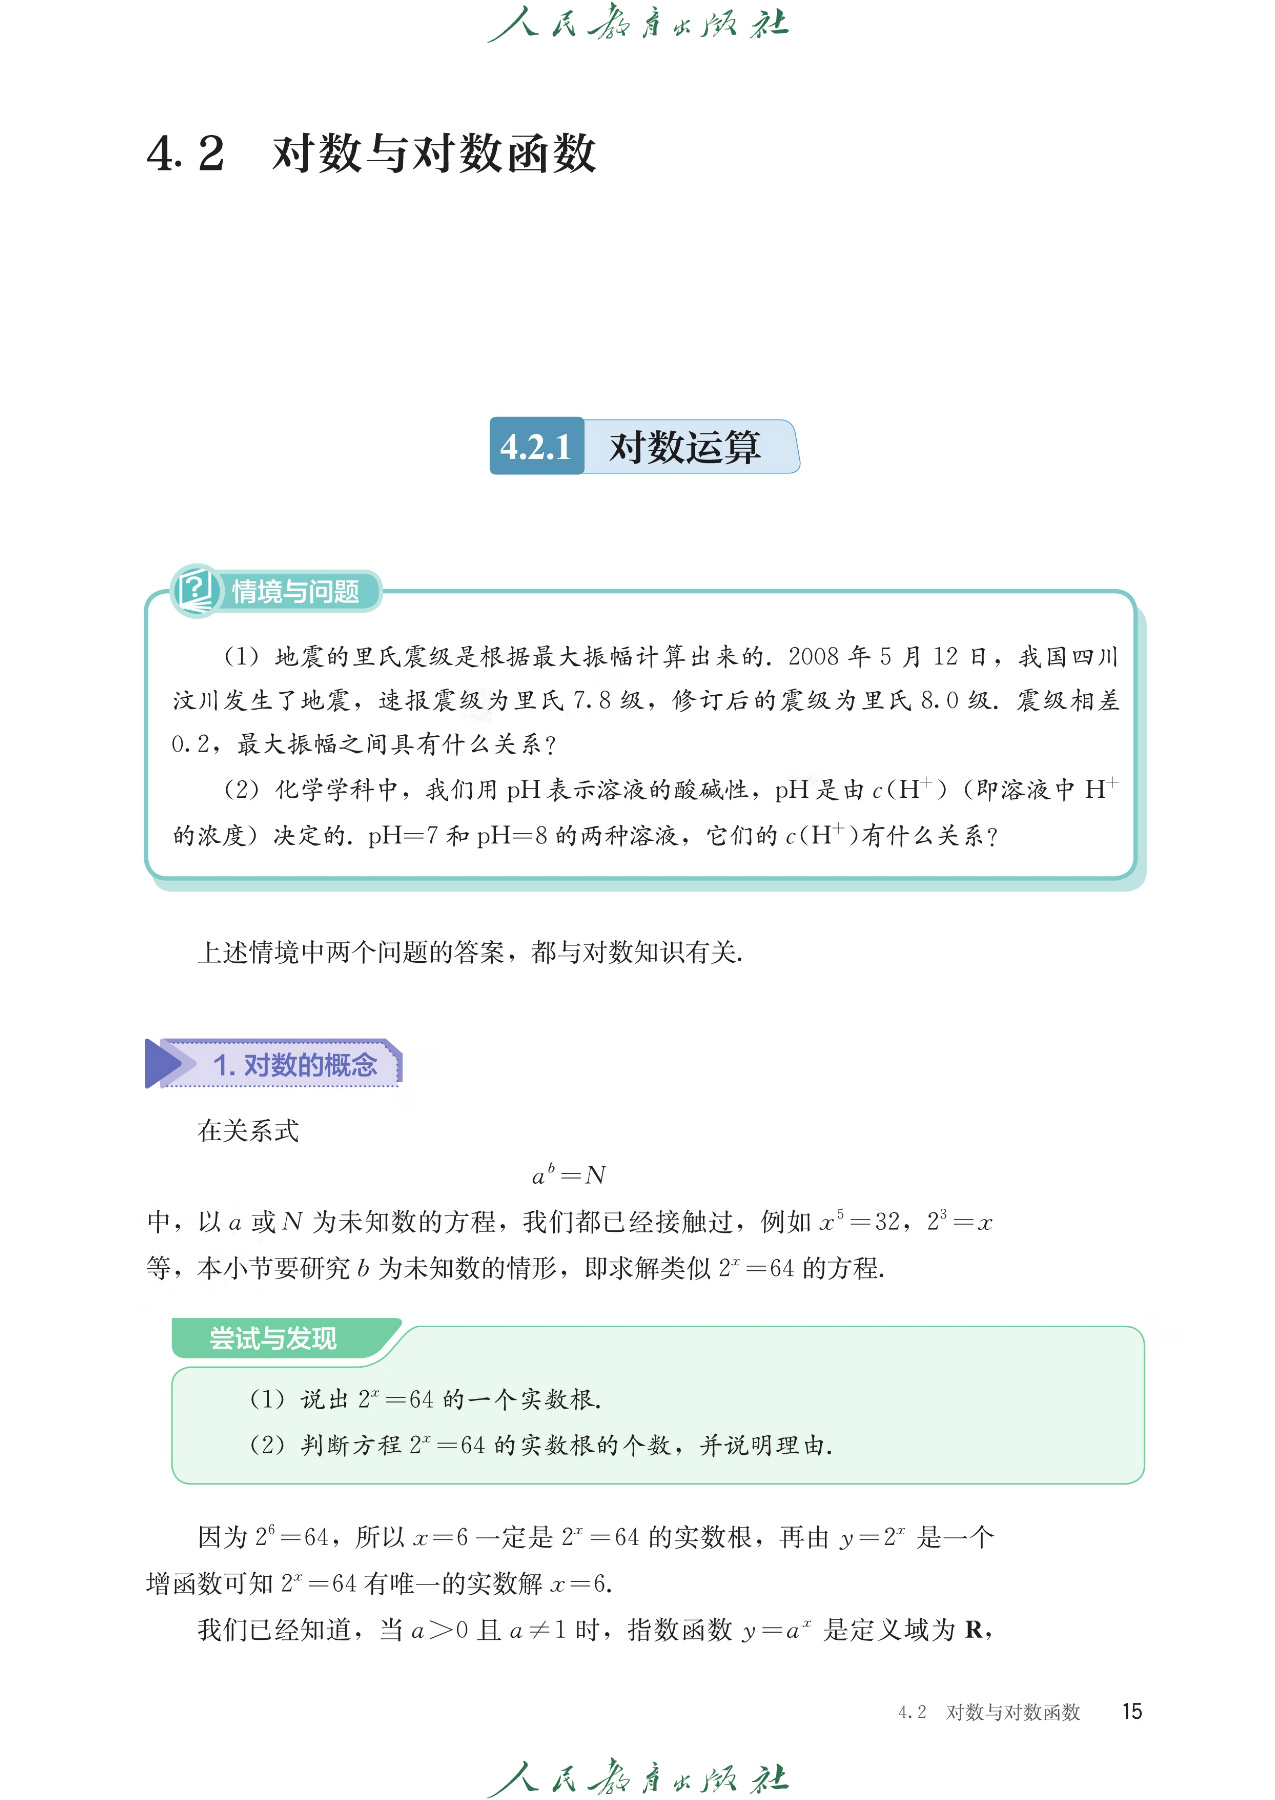 人民教育出版社
4.2 对数与对数函数
4.2.1 对数运算
情境与问题
（1）地震的里氏震级是根据最大振幅计算出来的. 2008 年 5 月 12 日，我国四川
汶川发生了地震，速报震级为里氏 7.8 级，修订后的震级为里氏 8.0 级. 震级相差
0.2，最大振幅之间具有什么关系？
（2）化学学科中，我们用 pH 表示溶液的酸碱性，pH 是由 c(H⁺)（即溶液中 H⁺
的浓度）决定的. pH=7 和 pH=8 的两种溶液，它们的 c(H⁺)有什么关系？
上述情境中两个问题的答案，都与对数知识有关.
1. 对数的概念
在关系式
aᵇ=N
中，以 a 或 N 为未知数的方程，我们都已经接触过，例如 x⁵=32，2³=x
等，本小节要研究 b 为未知数的情形，即求解类似 2ˣ=64 的方程.
尝试与发现
（1）说出 2ˣ=64 的一个实数根.
（2）判断方程 2ˣ=64 的实数根的个数，并说明理由.
因为 2⁶=64，所以 x=6 一定是 2ˣ=64 的实数根，再由 y=2ˣ 是一个
增函数可知 2ˣ=64 有唯一的实数解 x=6.
我们已经知道，当 a>0 且 a≠1 时，指数函数 y=aˣ 是定义域为 R，
4.2 对数与对数函数 15
人民教育出版社